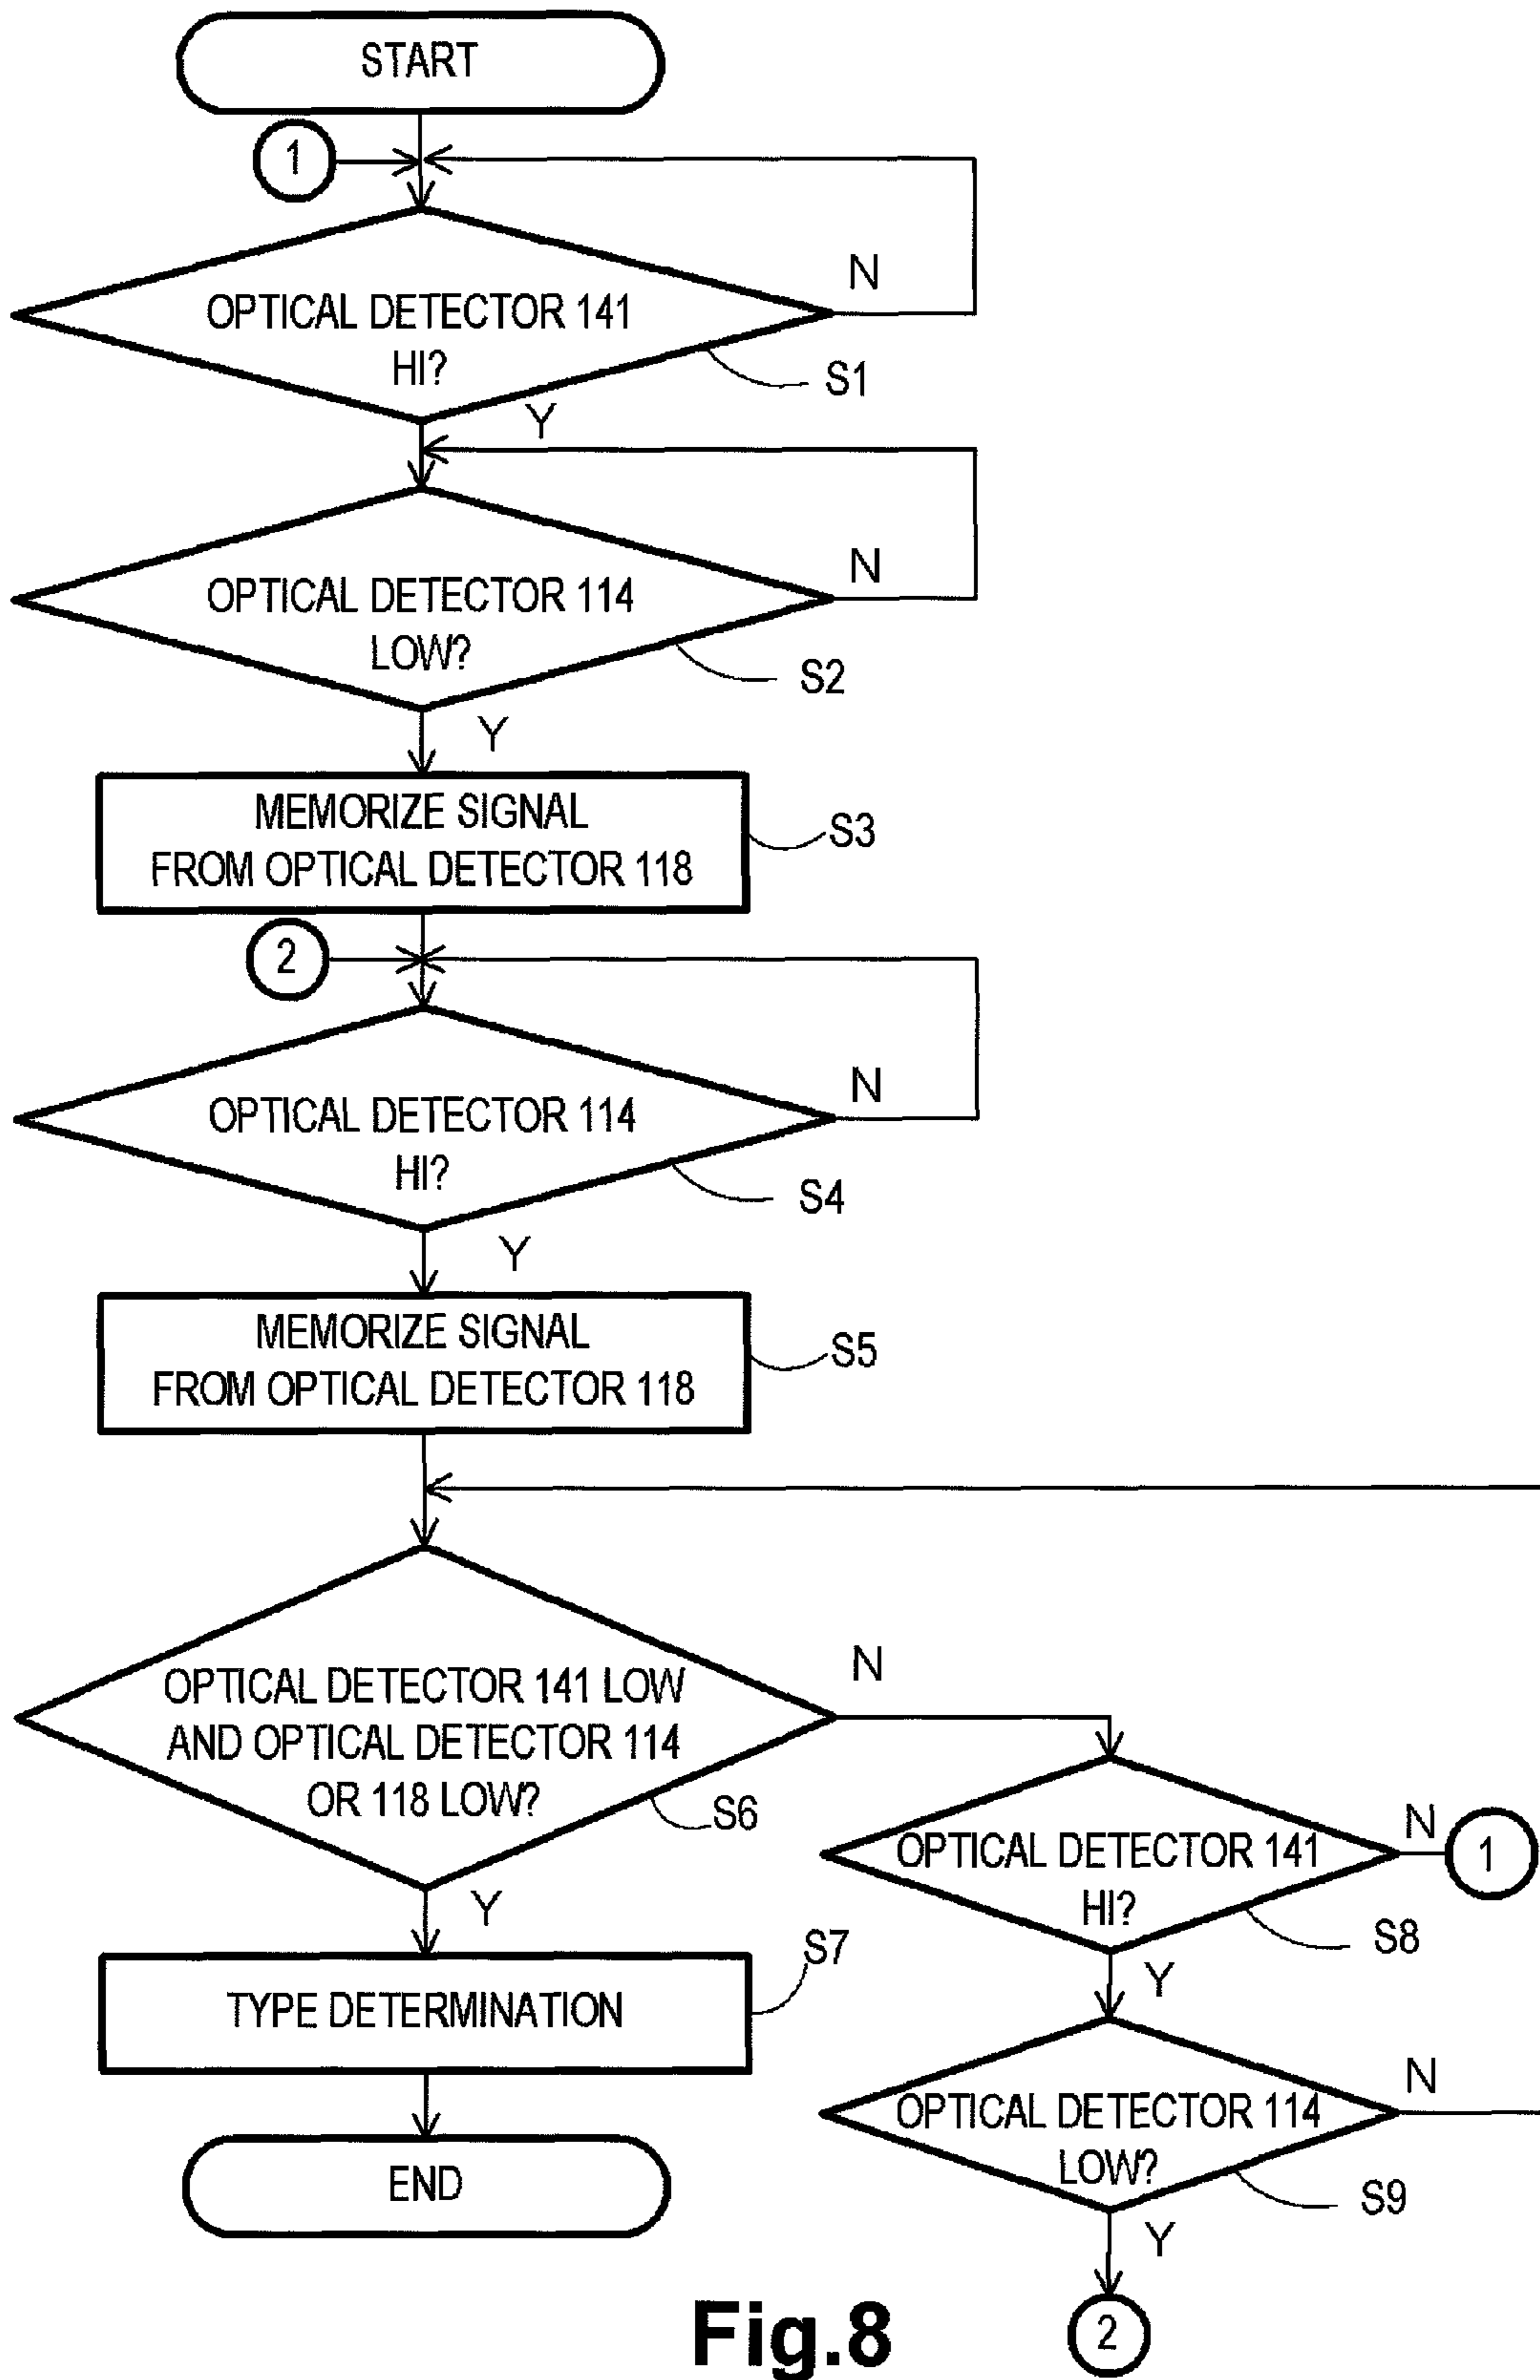 START
1
OPTICAL DETECTOR 141
HI?
N
S1
Y
OPTICAL DETECTOR 114
LOW?
N
S2
Y
MEMORIZE SIGNAL
FROM OPTICAL DETECTOR 118
S3
2
OPTICAL DETECTOR 114
HI?
N
S4
Y
MEMORIZE SIGNAL
FROM OPTICAL DETECTOR 118
S5
OPTICAL DETECTOR 141 LOW
AND OPTICAL DETECTOR 114
OR 118 LOW?
N
S6
Y
OPTICAL DETECTOR 141
HI?
N
1
S8
Y
TYPE DETERMINATION
S7
OPTICAL DETECTOR 114
LOW?
N
S9
Y
END
2
Fig.8